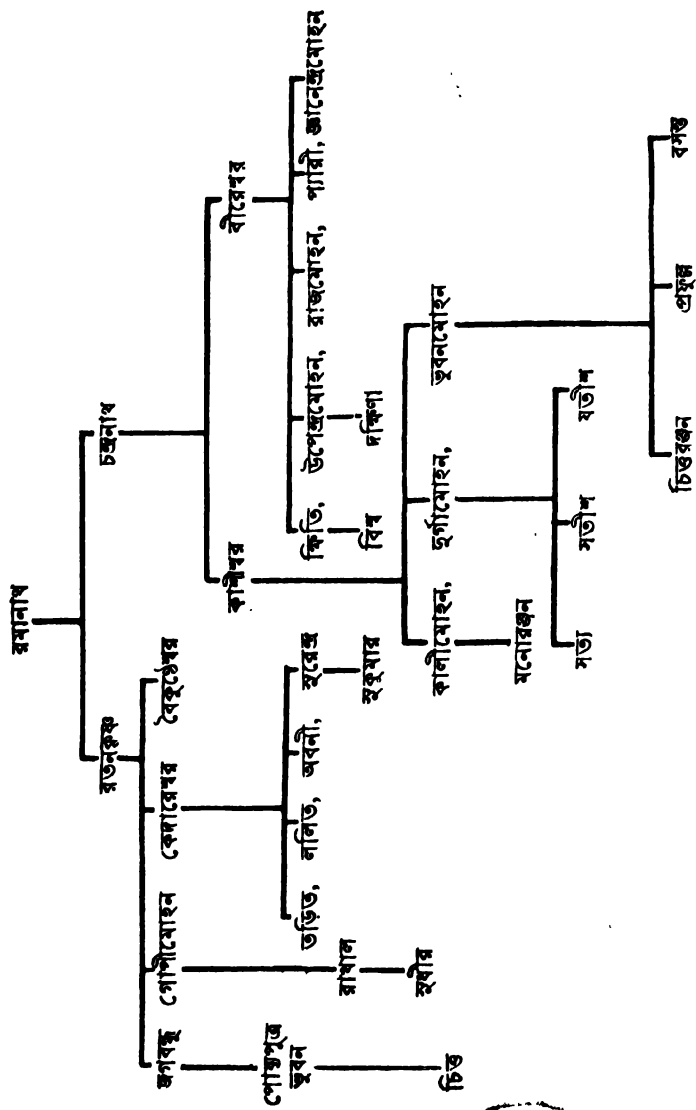 রমানাথ
রতনকৃষ্ণ চন্দ্রনাথ
জগবন্ধু গোপীমোহন কেদারেশ্বর বৈকুণ্ঠেশ্বর
কাশীশ্বর বীরেশ্বর
পোষ্যপুত্র
ভুবন
তড়িত, ললিত, অবনী, সুরেন্দ্র
ক্ষিতি, উপেন্দ্রমোহন, রাজমোহন, প্যারী, জ্ঞানেন্দ্রমোহন
রাখাল
সুকুমার
বিশ্ব দক্ষিণা
সুধীর
কালীমোহন, দুর্গামোহন, ভুবনমোহন
চিত্ত
মনোরঞ্জন
সত্য সতীশ যতীশ
চিত্তরঞ্জন প্রফুল্ল বসন্ত